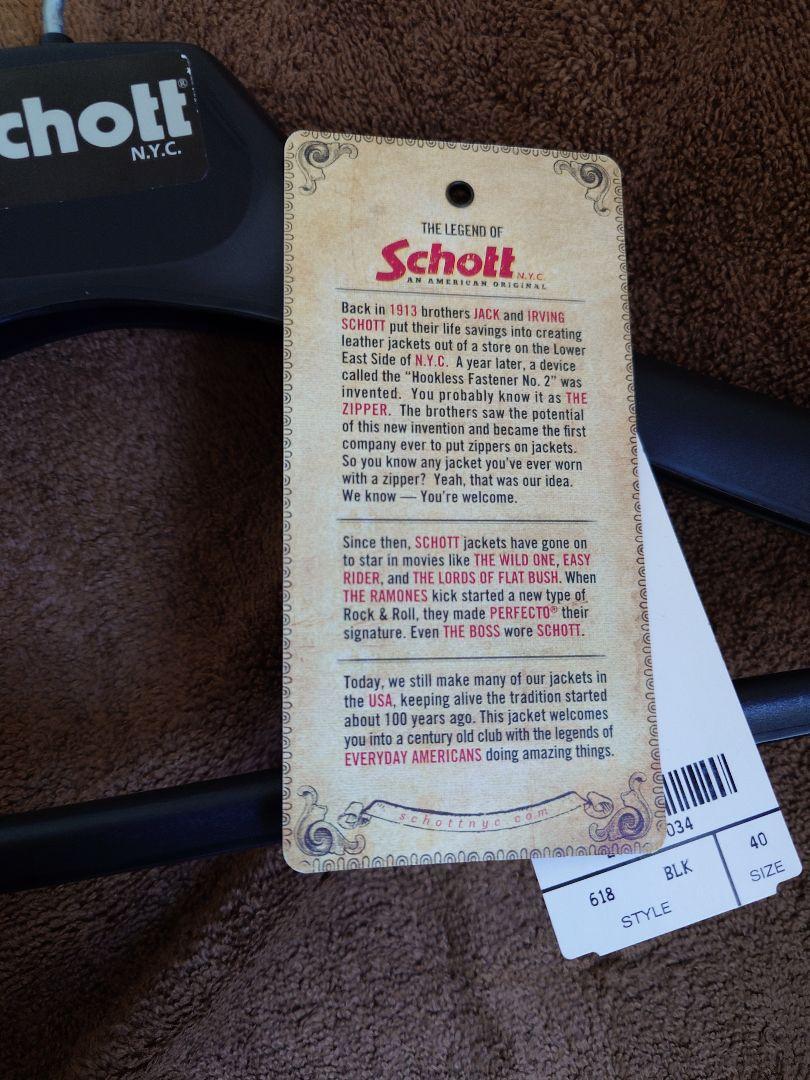 chott®
N.Y.C.
THE LEGEND OF
Schott N.Y.C.
AN AMERICAN ORIGINAL
Back in 1913 brothers JACK and IRVING
SCHOTT put their life savings into creating
leather jackets out of a store on the Lower
East Side of N.Y.C. A year later, a device
called the “Hookless Fastener No. 2” was
invented. You probably know it as THE
ZIPPER. The brothers saw the potential
of this new invention and became the first
company ever to put zippers on jackets.
So you know any jacket you’ve ever worn
with a zipper? Yeah, that was our idea.
We know — You’re welcome.
Since then, SCHOTT jackets have gone on
to star in movies like THE WILD ONE, EASY
RIDER, and THE LORDS OF FLAT BUSH. When
THE RAMONES kick started a new type of
Rock & Roll, they made PERFECTO® their
signature. Even THE BOSS wore SCHOTT.
Today, we still make many of our jackets in
the USA, keeping alive the tradition started
about 100 years ago. This jacket welcomes
you into a century old club with the legends of
EVERYDAY AMERICANS doing amazing things.
schottnyc.com
034
618 BLK 40
STYLE SIZE